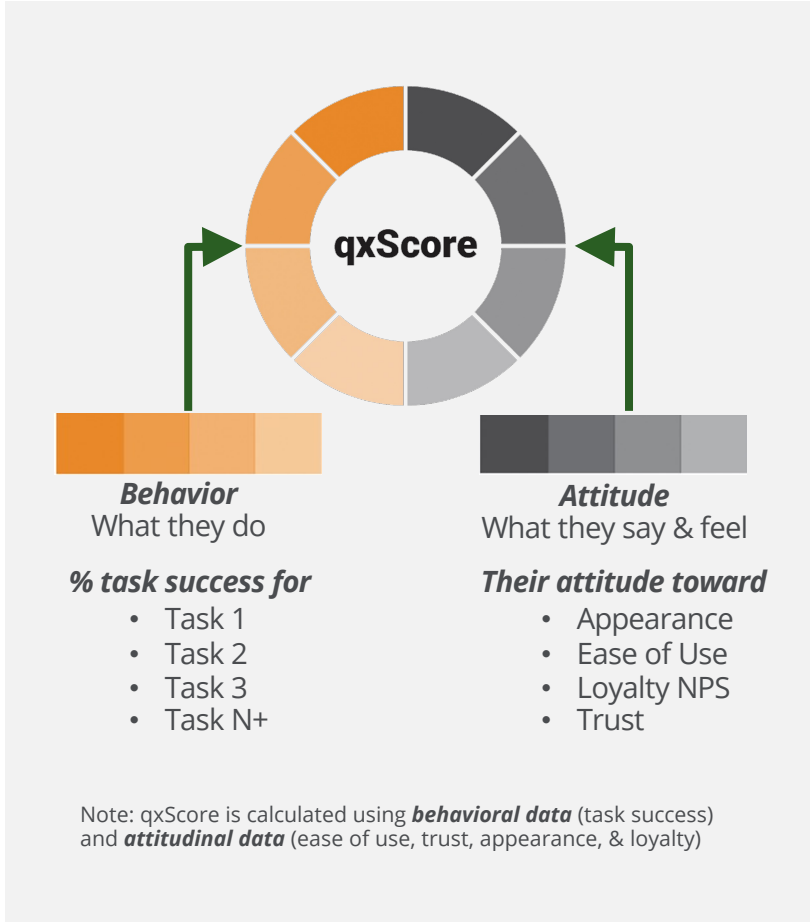 qxScore
Behavior
What they do
% task success for
• Task 1
• Task 2
• Task 3
• Task N+
Attitude
What they say & feel
Their attitude toward
• Appearance
• Ease of Use
• Loyalty NPS
• Trust
Note: qxScore is calculated using behavioral data (task success)
and attitudinal data (ease of use, trust, appearance, & loyalty)